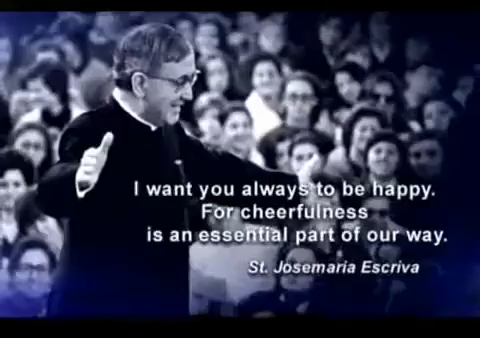 I want you always to be happy.
For cheerfulness
is an essential part of our way.
St. Josemaria Escriva